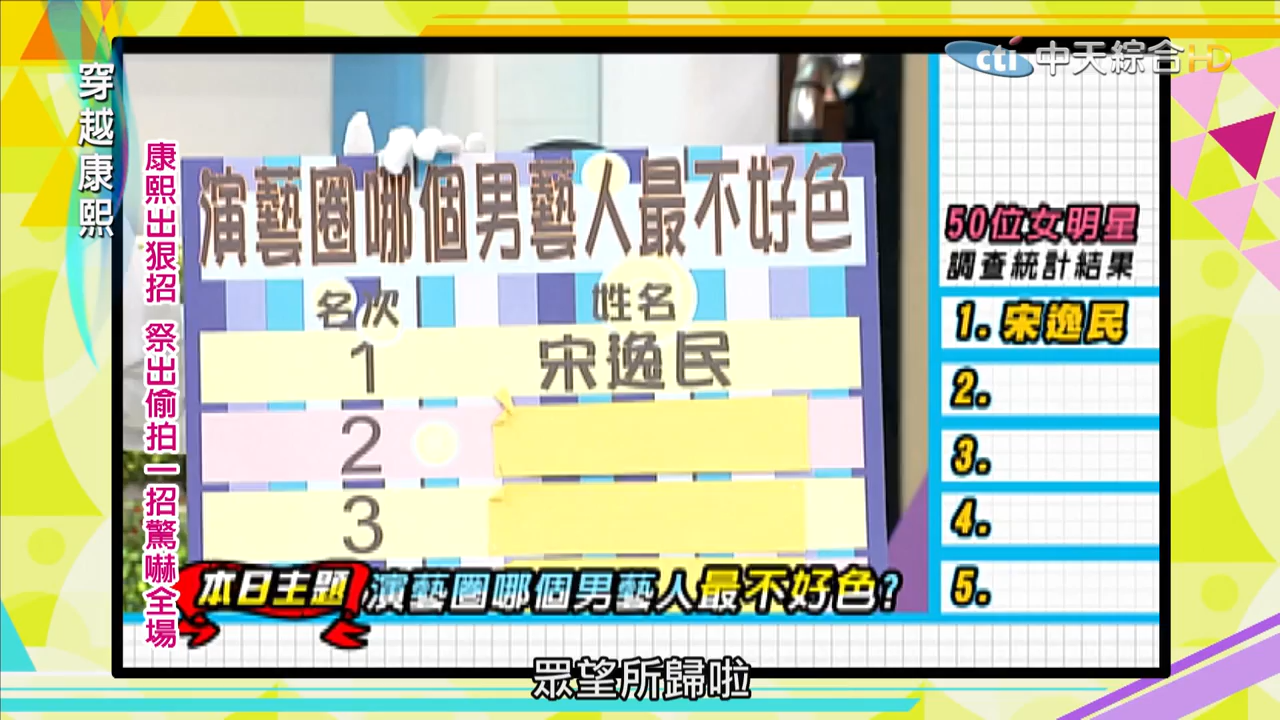 穿越康熙
康熙出狠招 祭出偷拍一招驚嚇全場
cti 中天綜合HD
演藝圈哪個男藝人最不好色
名次 姓名
1 宋逸民
2
3
50位女明星
調查統計結果
1. 宋逸民
2.
3.
4.
5.
本日主題 演藝圈哪個男藝人最不好色?
眾望所歸啦